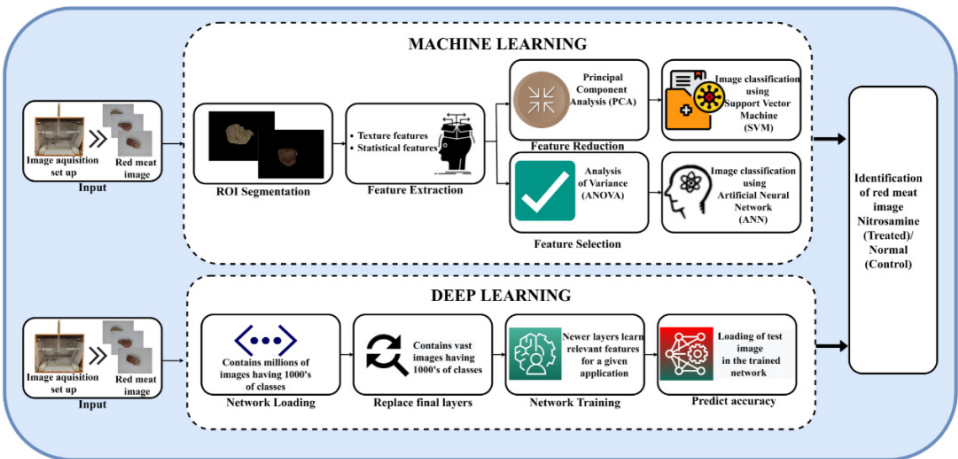 MACHINE LEARNING
Image aquisition
set up
Red meat
image
Input
ROI Segmentation
• Texture features
• Statistical features
Feature Extraction
Principal
Component
Analysis (PCA)
Feature Reduction
Image classification
using
Support Vector
Machine
(SVM)
Analysis
of Variance
(ANOVA)
Feature Selection
Image classification
using
Artificial Neural
Network
(ANN)
Identification
of red meat
image
Nitrosamine
(Treated)/
Normal
(Control)
DEEP LEARNING
Image aquisition
set up
Red meat
image
Input
Contains millions of
images having 1000's
of classes
Network Loading
Contains vast
images having
1000's of classes
Replace final layers
Newer layers learn
relevant features
for a given
application
Network Training
Loading of test
image
in the trained
network
Predict accuracy